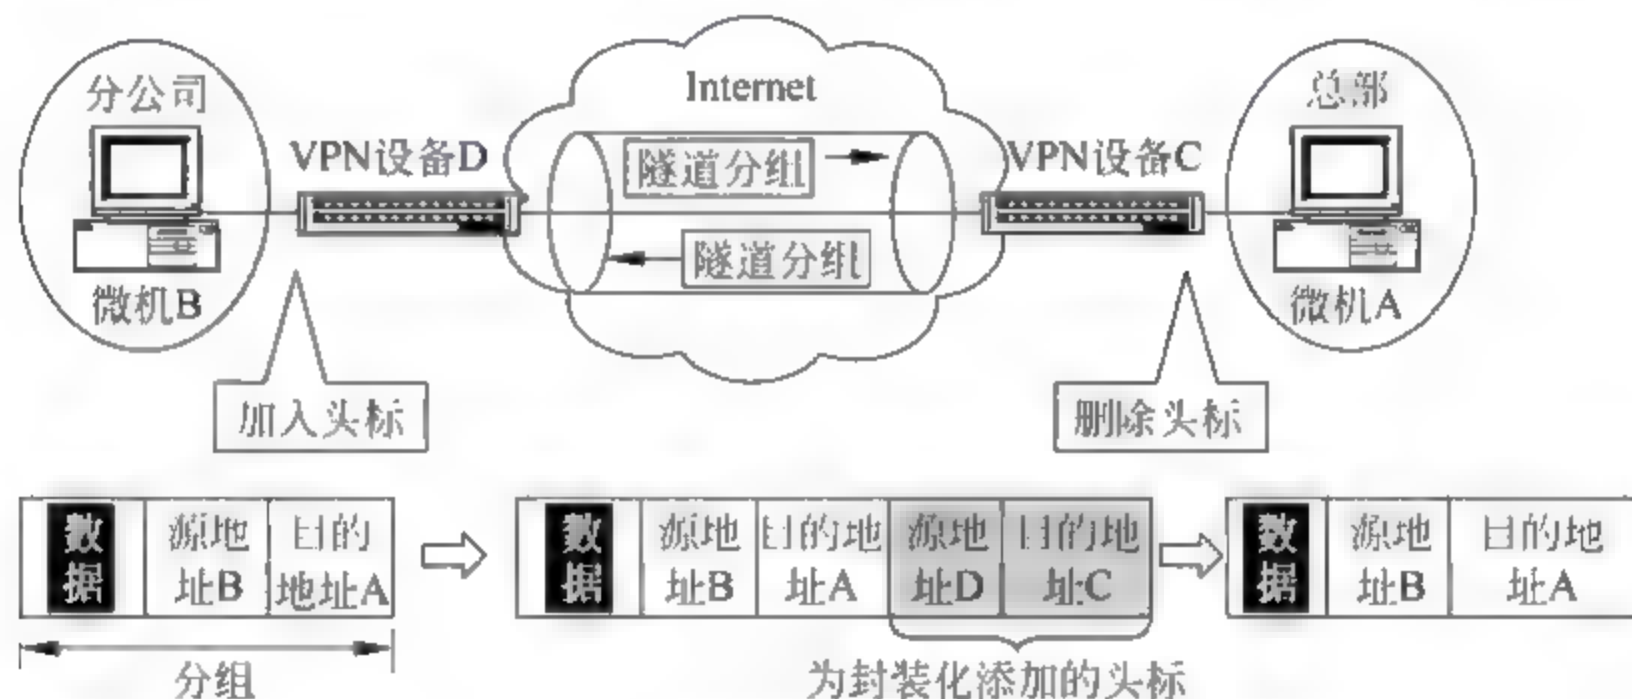 分公司
Internet
总部
VPN设备D
隧道分组
VPN设备C
隧道分组
微机B
微机A
加入头标
删除头标
数据
源地址B
目的地址A
数据
源地址B
目的地址A
源地址D
目的地址C
数据
源地址B
目的地址A
分组
为封装化添加的头标